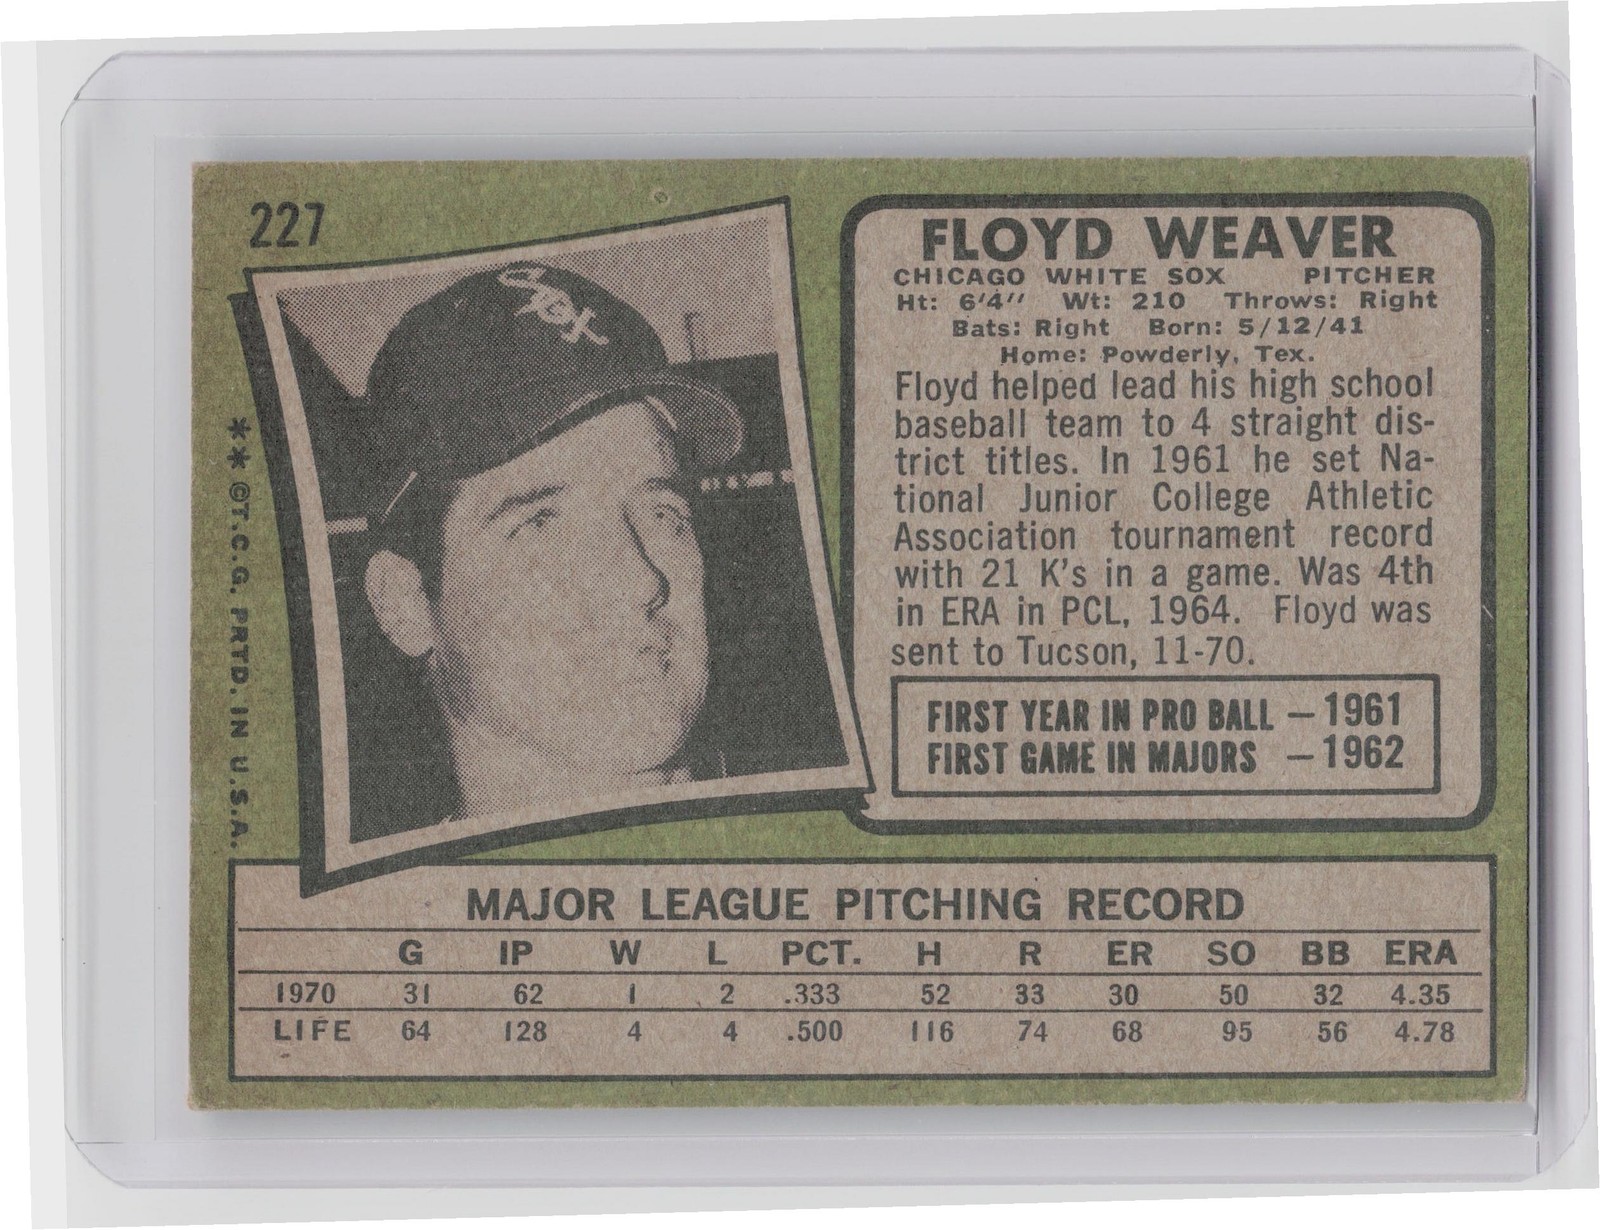 227
Sox
FLOYD WEAVER
CHICAGO WHITE SOX PITCHER
Ht: 6'4" Wt: 210 Throws: Right
Bats: Right Born: 5/12/41
Home: Powderly, Tex.
Floyd helped lead his high school
baseball team to 4 straight dis-
trict titles. In 1961 he set Na-
tional Junior College Athletic
Association tournament record
with 21 K's in a game. Was 4th
in ERA in PCL, 1964. Floyd was
sent to Tucson, 11-70.
FIRST YEAR IN PRO BALL — 1961
FIRST GAME IN MAJORS — 1962
**©T.C.G. PRTD. IN U.S.A.
MAJOR LEAGUE PITCHING RECORD
G IP W L PCT. H R ER SO BB ERA
1970 31 62 1 2 .333 52 33 30 50 32 4.35
LIFE 64 128 4 4 .500 116 74 68 95 56 4.78